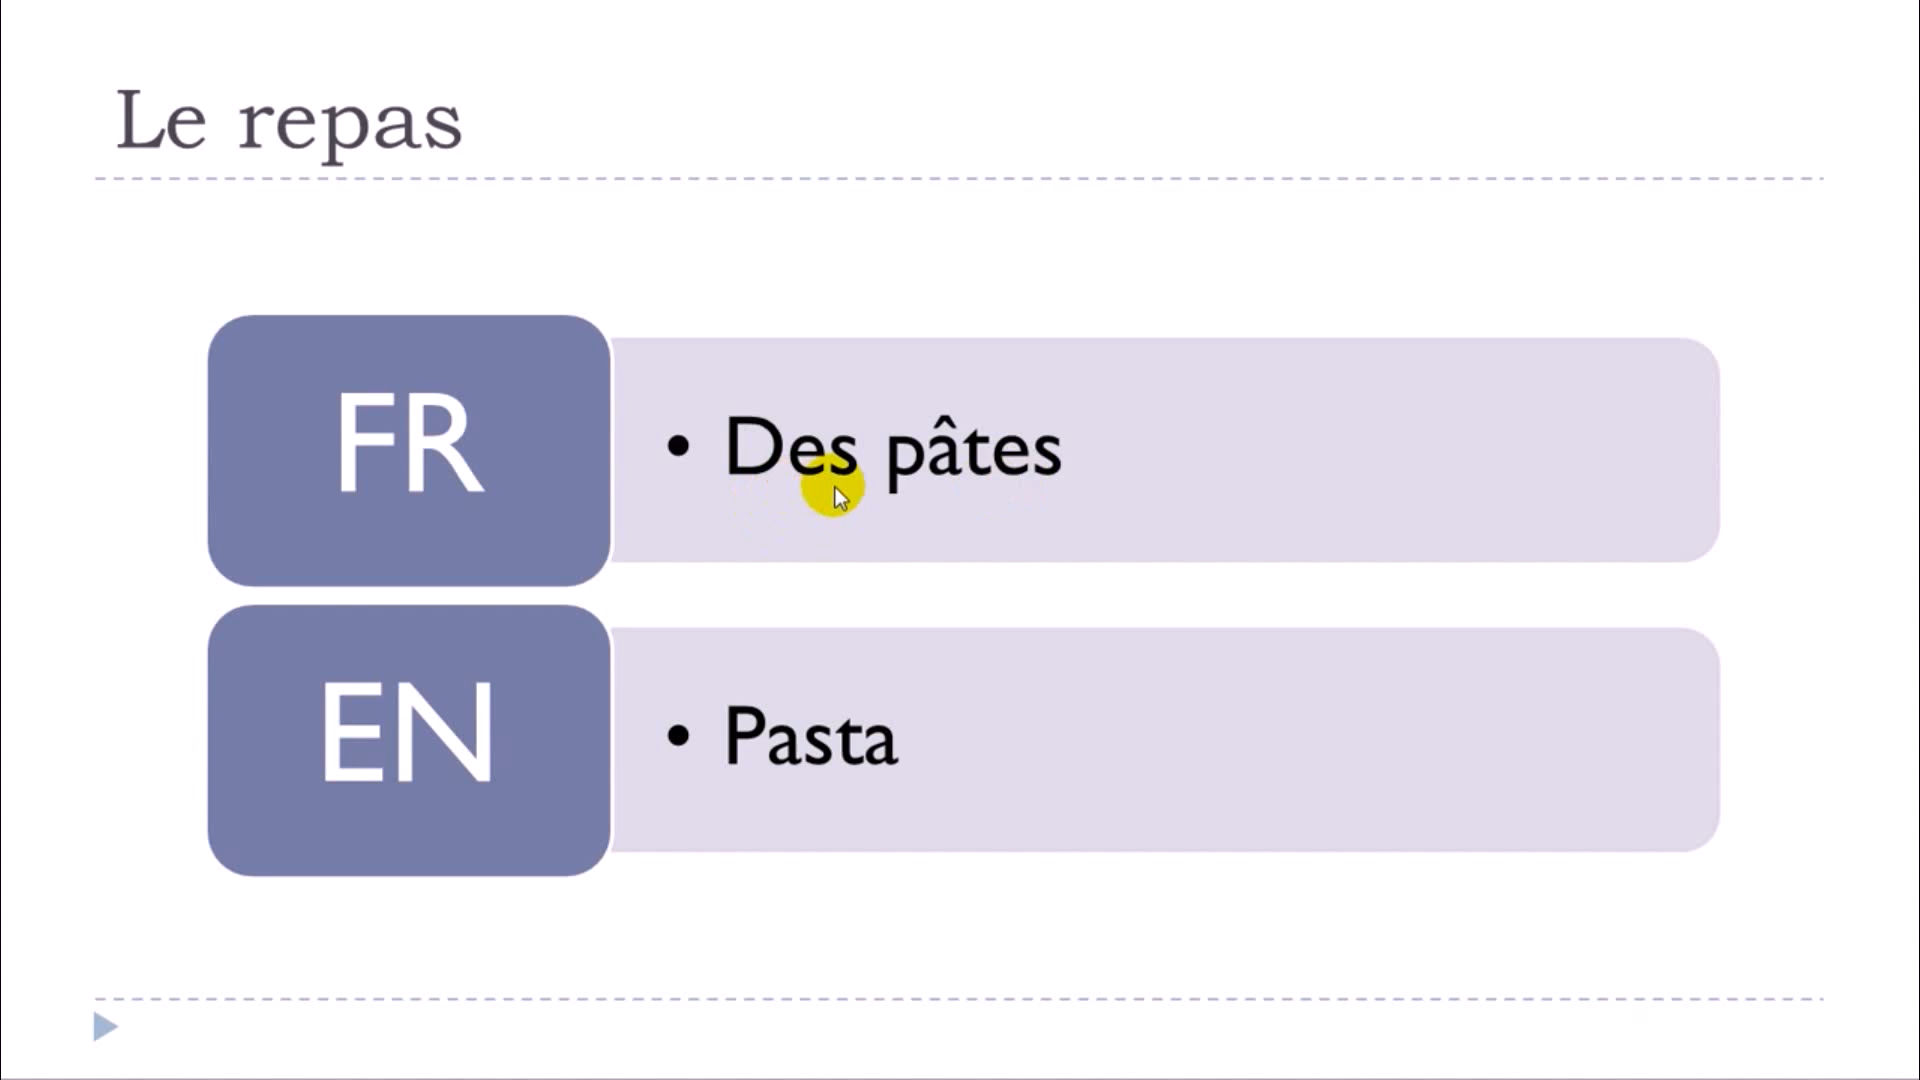 Le repas
FR
• Des pâtes
EN
• Pasta